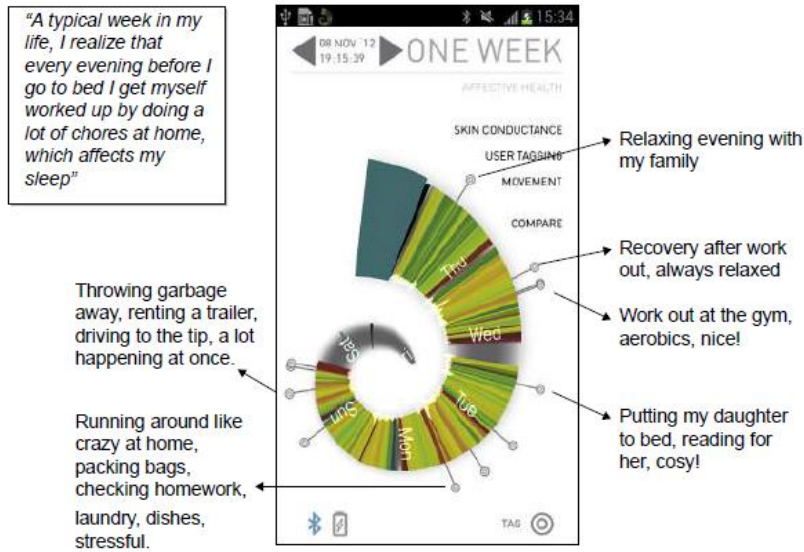 “A typical week in my
life, I realize that
every evening before I
go to bed I get myself
worked up by doing a
lot of chores at home,
which affects my
sleep”
15:34
08 NOV '12
19:15:39
ONE WEEK
AFFECTIVE HEALTH
SKIN CONDUCTANCE
USER TAGGING
MOVEMENT
COMPARE
Thu
Wed
Tue
Mon
Sun
Sat
Relaxing evening with
my family
Recovery after work
out, always relaxed
Work out at the gym,
aerobics, nice!
Putting my daughter
to bed, reading for
her, cosy!
Throwing garbage
away, renting a trailer,
driving to the tip, a lot
happening at once.
Running around like
crazy at home,
packing bags,
checking homework,
laundry, dishes,
stressful.
TAG